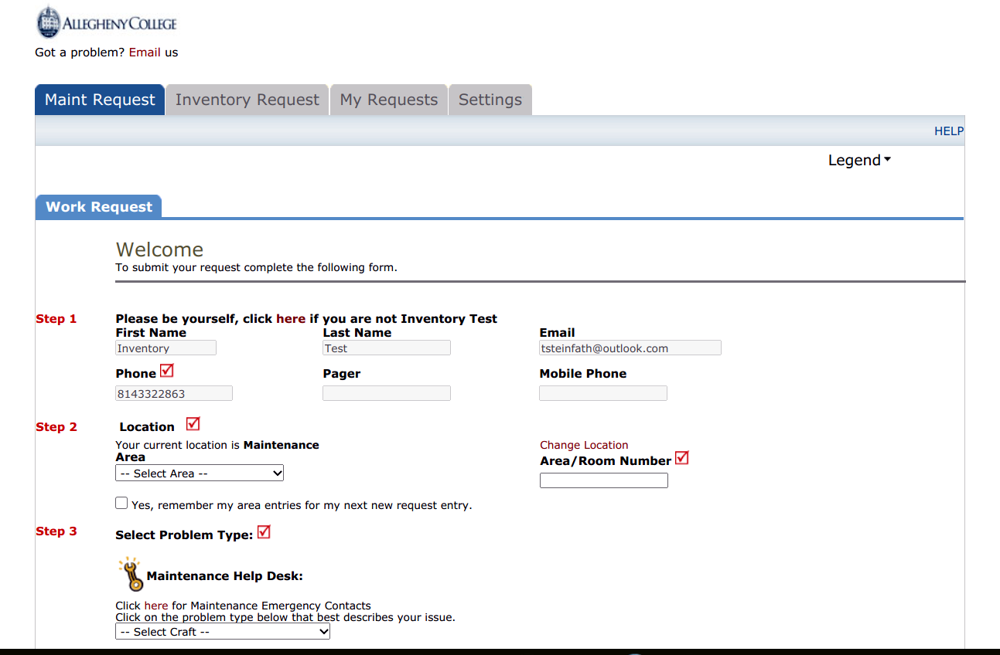 ALLEGHENY COLLEGE
Got a problem? Email us
Maint Request Inventory Request My Requests Settings
HELP
Legend
Work Request
Welcome
To submit your request complete the following form.
Step 1 Please be yourself, click here if you are not Inventory Test
First Name Last Name Email
Inventory Test tsteinfath@outlook.com
Phone Pager Mobile Phone
8143322863
Step 2 Location
Your current location is Maintenance Change Location
Area Area/Room Number
-- Select Area --
Yes, remember my area entries for my next new request entry.
Step 3 Select Problem Type:
Maintenance Help Desk:
Click here for Maintenance Emergency Contacts
Click on the problem type below that best describes your issue.
-- Select Craft --